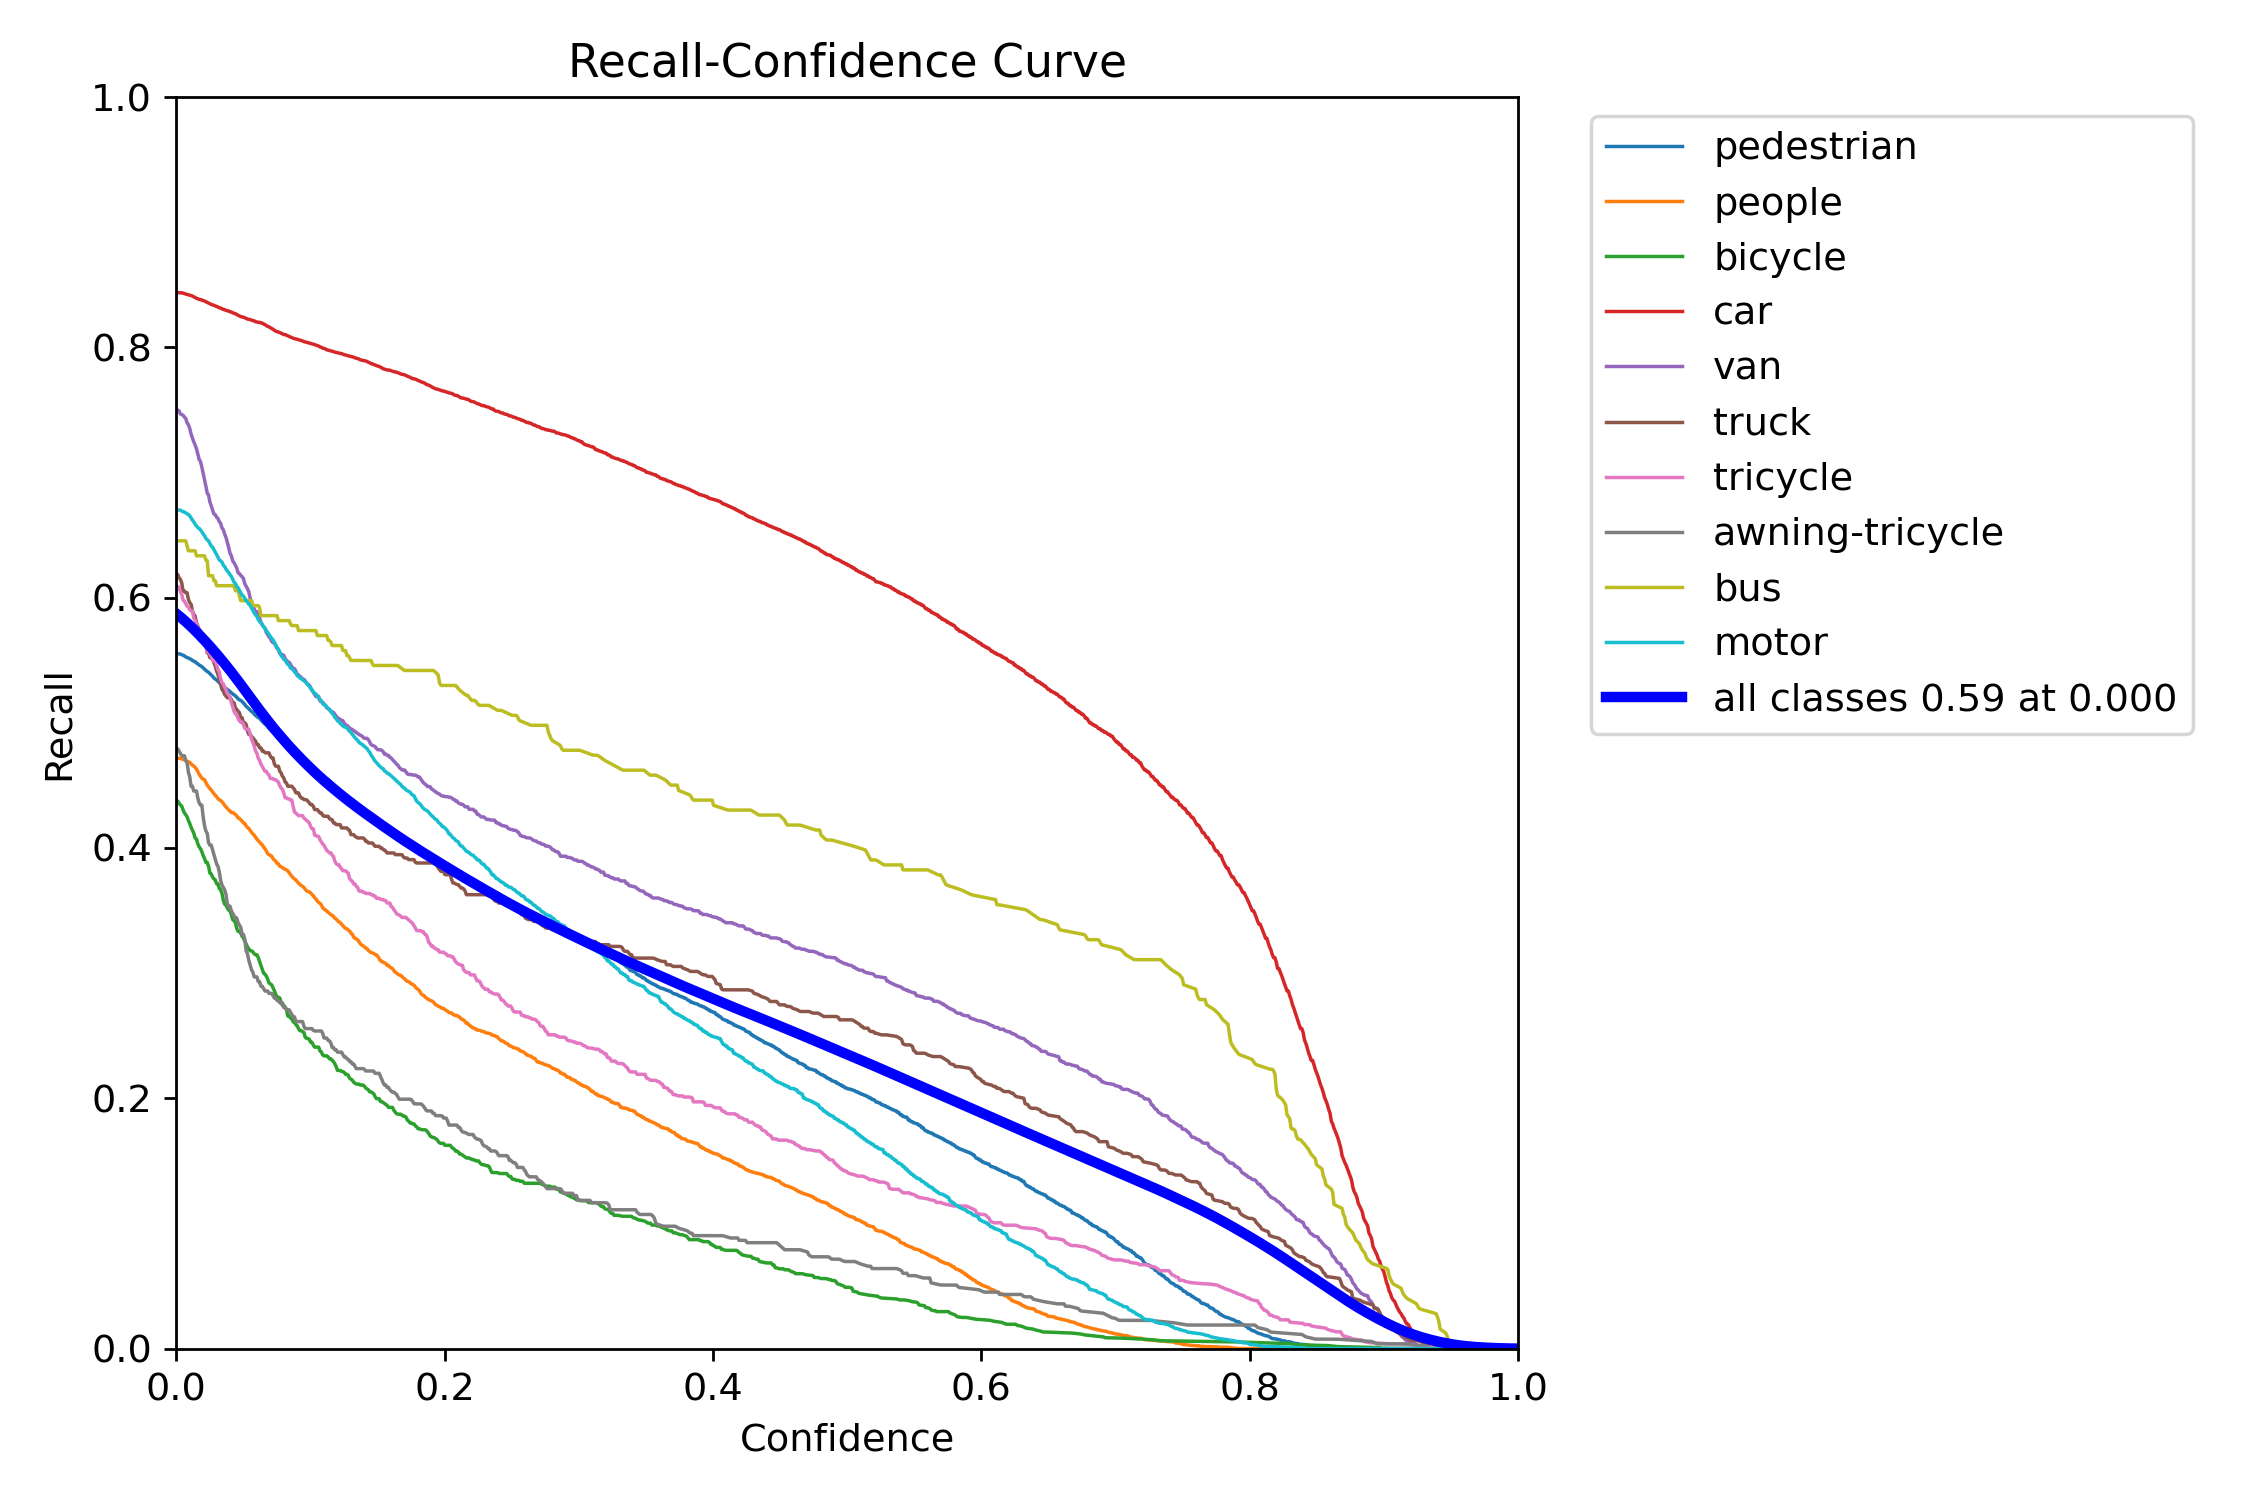 Recall-Confidence Curve
1.0
0.8
0.6
0.4
0.2
0.0
Recall
0.0 0.2 0.4 0.6 0.8 1.0
Confidence
pedestrian
people
bicycle
car
van
truck
tricycle
awning-tricycle
bus
motor
all classes 0.59 at 0.000